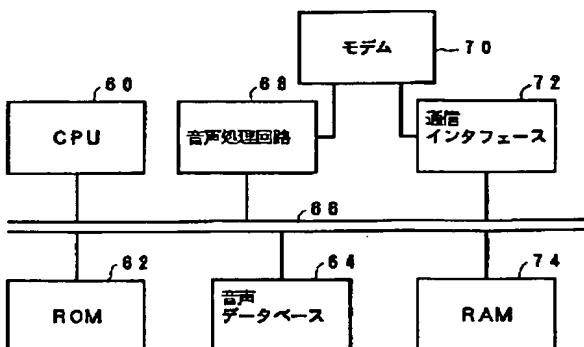 モデム
70
60
68
72
CPU
音声処理回路
通信
インタフェース
66
62
64
74
ROM
音声
データベース
RAM